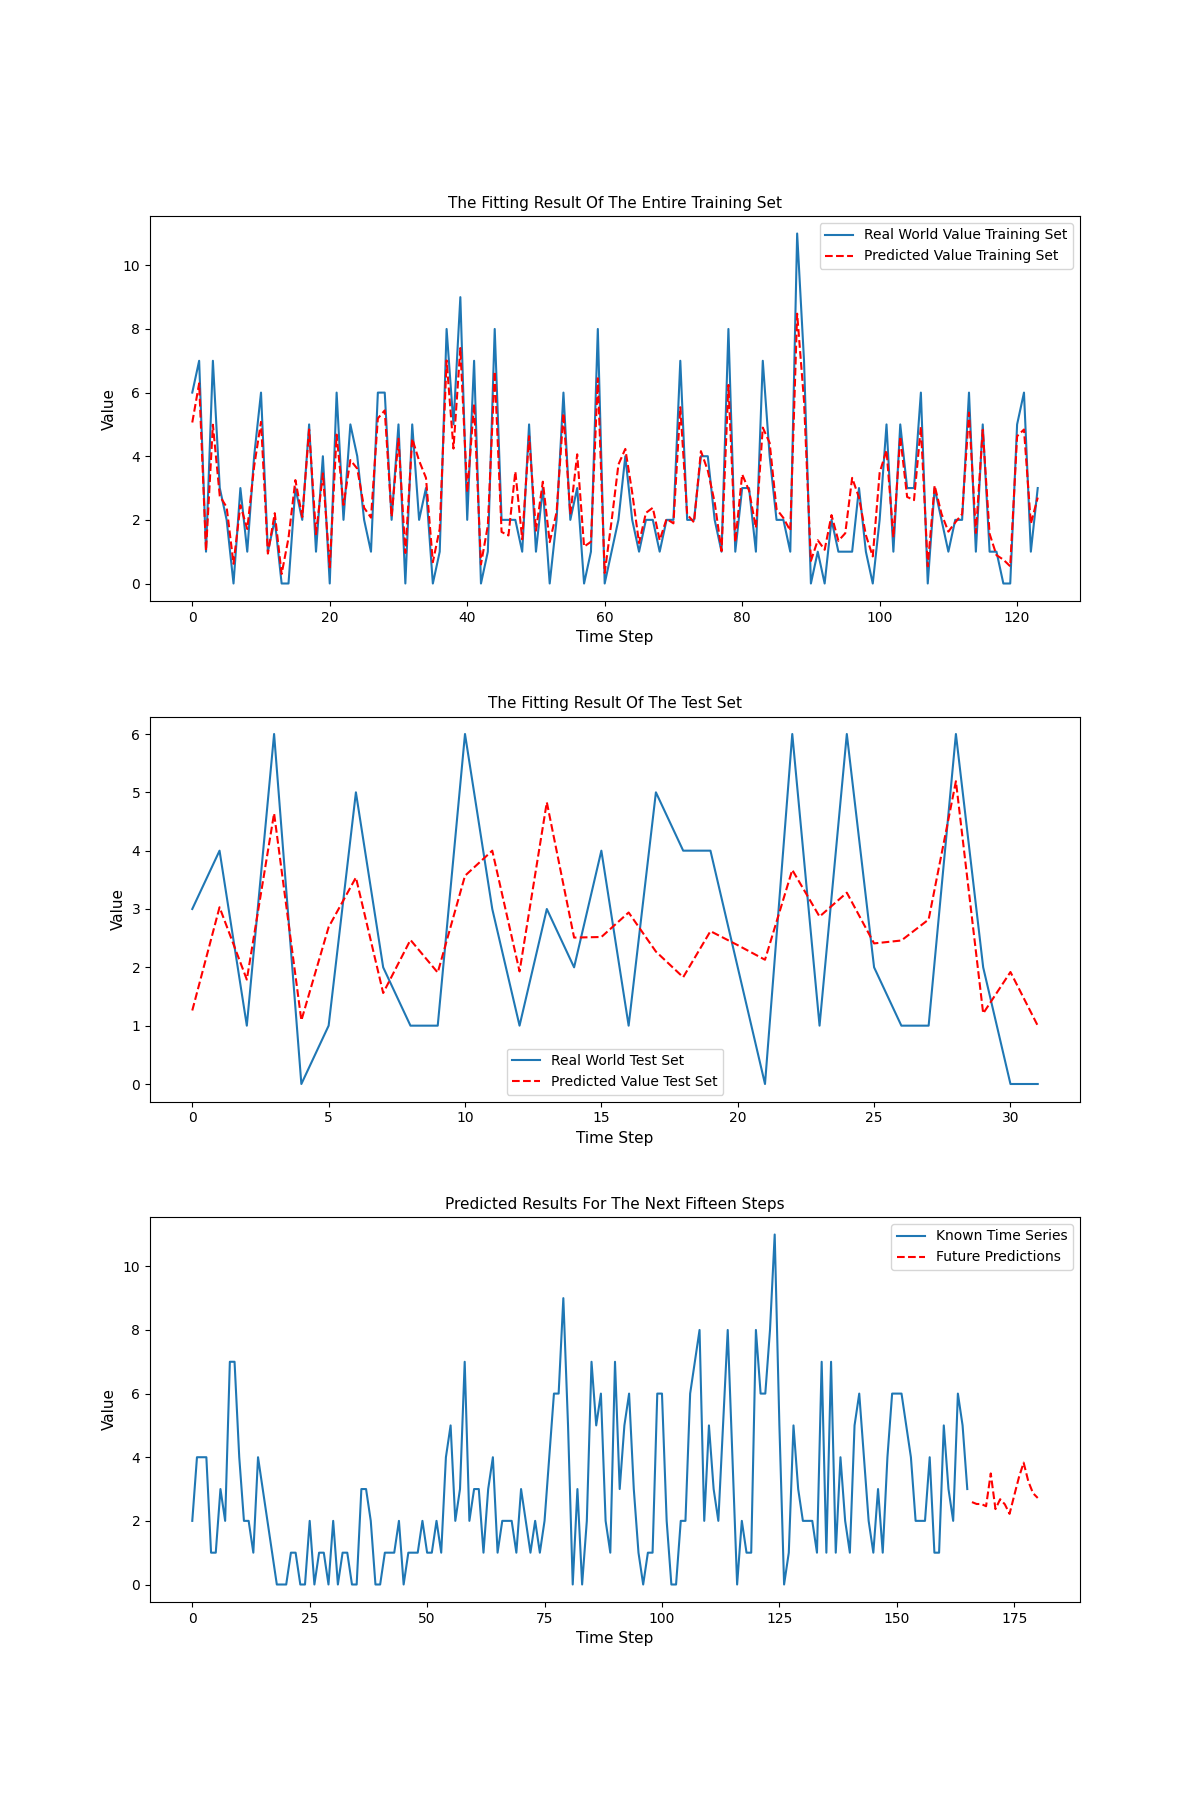 The Fitting Result Of The Entire Training Set
Real World Value Training Set
Predicted Value Training Set
Value
10
8
6
4
2
0
0 20 40 60 80 100 120
Time Step
The Fitting Result Of The Test Set
Value
6
5
4
3
2
1
0
Real World Test Set
Predicted Value Test Set
0 5 10 15 20 25 30
Time Step
Predicted Results For The Next Fifteen Steps
Known Time Series
Future Predictions
Value
10
8
6
4
2
0
0 25 50 75 100 125 150 175
Time Step